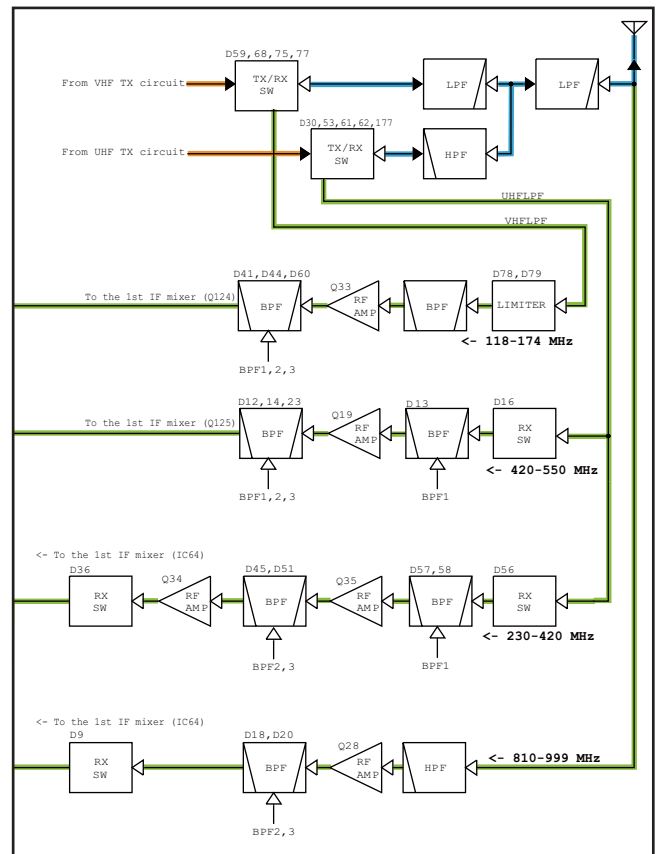 D59,68,75,77
From VHF TX circuit
TX/RX
SW
LPF
LPF
D30,53,61,62,177
From UHF TX circuit
TX/RX
SW
HPF
UHFLPF
VHFLPF
D41,D44,D60
Q33
D78,D79
To the 1st IF mixer (Q124)
BPF
RF
AMP
BPF
LIMITER
<- 118-174 MHz
BPF1,2,3
D12,14,23
Q19
D13
D16
To the 1st IF mixer (Q125)
BPF
RF
AMP
BPF
RX
SW
<- 420-550 MHz
BPF1,2,3
BPF1
<- To the 1st IF mixer (IC64)
D36
Q34
D45,D51
Q35
D57,58
D56
RX
SW
RF
AMP
BPF
RF
AMP
BPF
RX
SW
<- 230-420 MHz
BPF2,3
BPF1
<- To the 1st IF mixer (IC64)
D9
D18,D20
Q28
<- 810-999 MHz
RX
SW
BPF
RF
AMP
HPF
BPF2,3